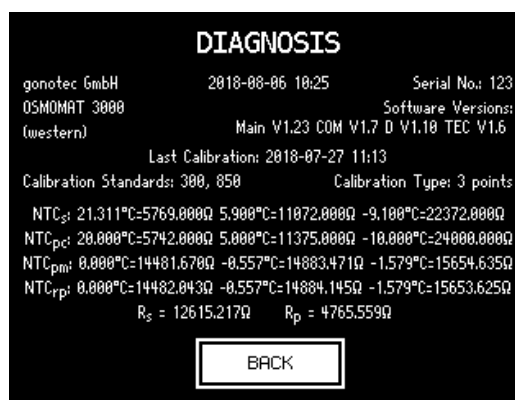 DIAGNOSIS
gonotec GmbH 2018-08-06 10:25 Serial No.: 123
OSMOMAT 3000 Software Versions:
(western) Main V1.23 COM V1.7 D V1.10 TEC V1.6
Last Calibration: 2018-07-27 11:13
Calibration Standards: 300, 850 Calibration Type: 3 points
NTCs: 21.311°C=5769.000Ω 5.900°C=11072.000Ω -9.100°C=22372.000Ω
NTCpc: 20.000°C=5742.000Ω 5.000°C=11375.000Ω -10.000°C=24000.000Ω
NTCpm: 0.000°C=14481.670Ω -0.557°C=14883.471Ω -1.579°C=15654.635Ω
NTCrp: 0.000°C=14482.043Ω -0.557°C=14884.145Ω -1.579°C=15653.625Ω
Rs = 12615.217Ω Rp = 4765.559Ω
BACK